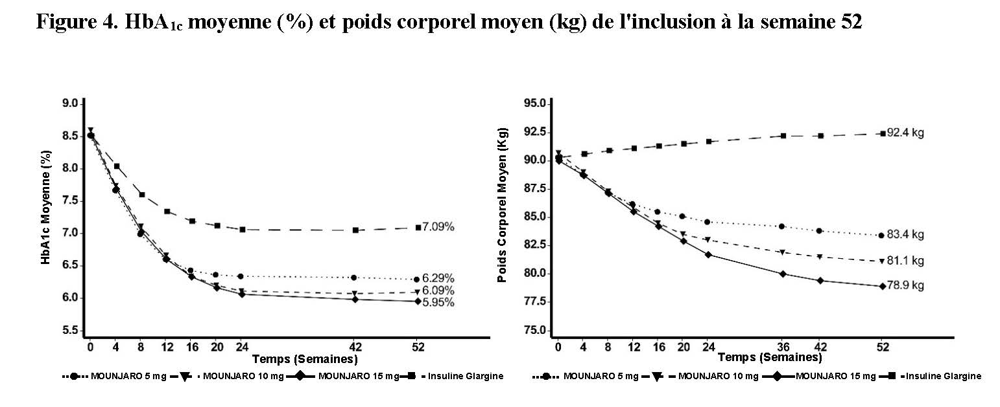 Figure 4. HbA1c moyenne (%) et poids corporel moyen (kg) de l'inclusion à la semaine 52
HbA1c Moyenne (%)
9.0
8.5
8.0
7.5
7.0
6.5
6.0
5.5
7.09%
6.29%
6.09%
5.95%
0 4 8 12 16 20 24 42 52
Temps (Semaines)
MOUNJARO 5 mg MOUNJARO 10 mg MOUNJARO 15 mg Insuline Glargine
Poids Corporel Moyen (Kg)
95.0
92.5
90.0
87.5
85.0
82.5
80.0
77.5
75.0
92.4 kg
83.4 kg
81.1 kg
78.9 kg
0 4 8 12 16 20 24 36 42 52
Temps (Semaines)
MOUNJARO 5 mg MOUNJARO 10 mg MOUNJARO 15 mg Insuline Glargine